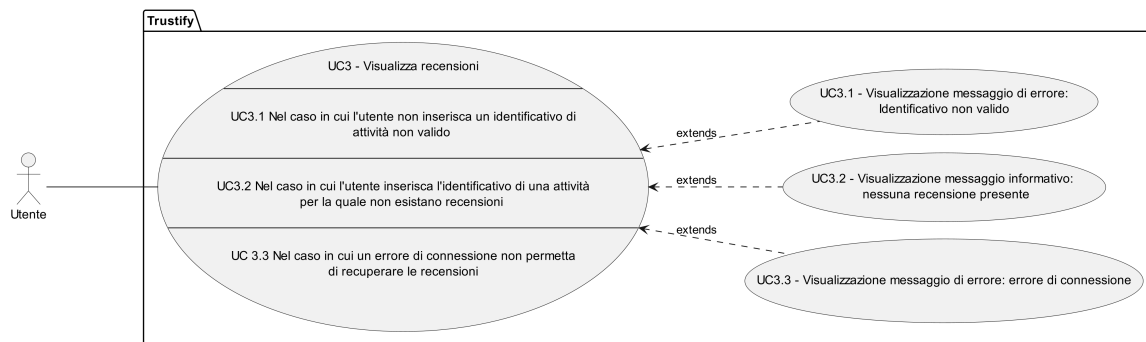 Trustify
UC3 - Visualizza recensioni
UC3.1 Nel caso in cui l'utente non inserisca un identificativo di
attività non valido
UC3.2 Nel caso in cui l'utente inserisca l'identificativo di una attività
per la quale non esistano recensioni
UC 3.3 Nel caso in cui un errore di connessione non permetta
di recuperare le recensioni
Utente
extends
extends
extends
UC3.1 - Visualizzazione messaggio di errore:
Identificativo non valido
UC3.2 - Visualizzazione messaggio informativo:
nessuna recensione presente
UC3.3 - Visualizzazione messaggio di errore: errore di connessione